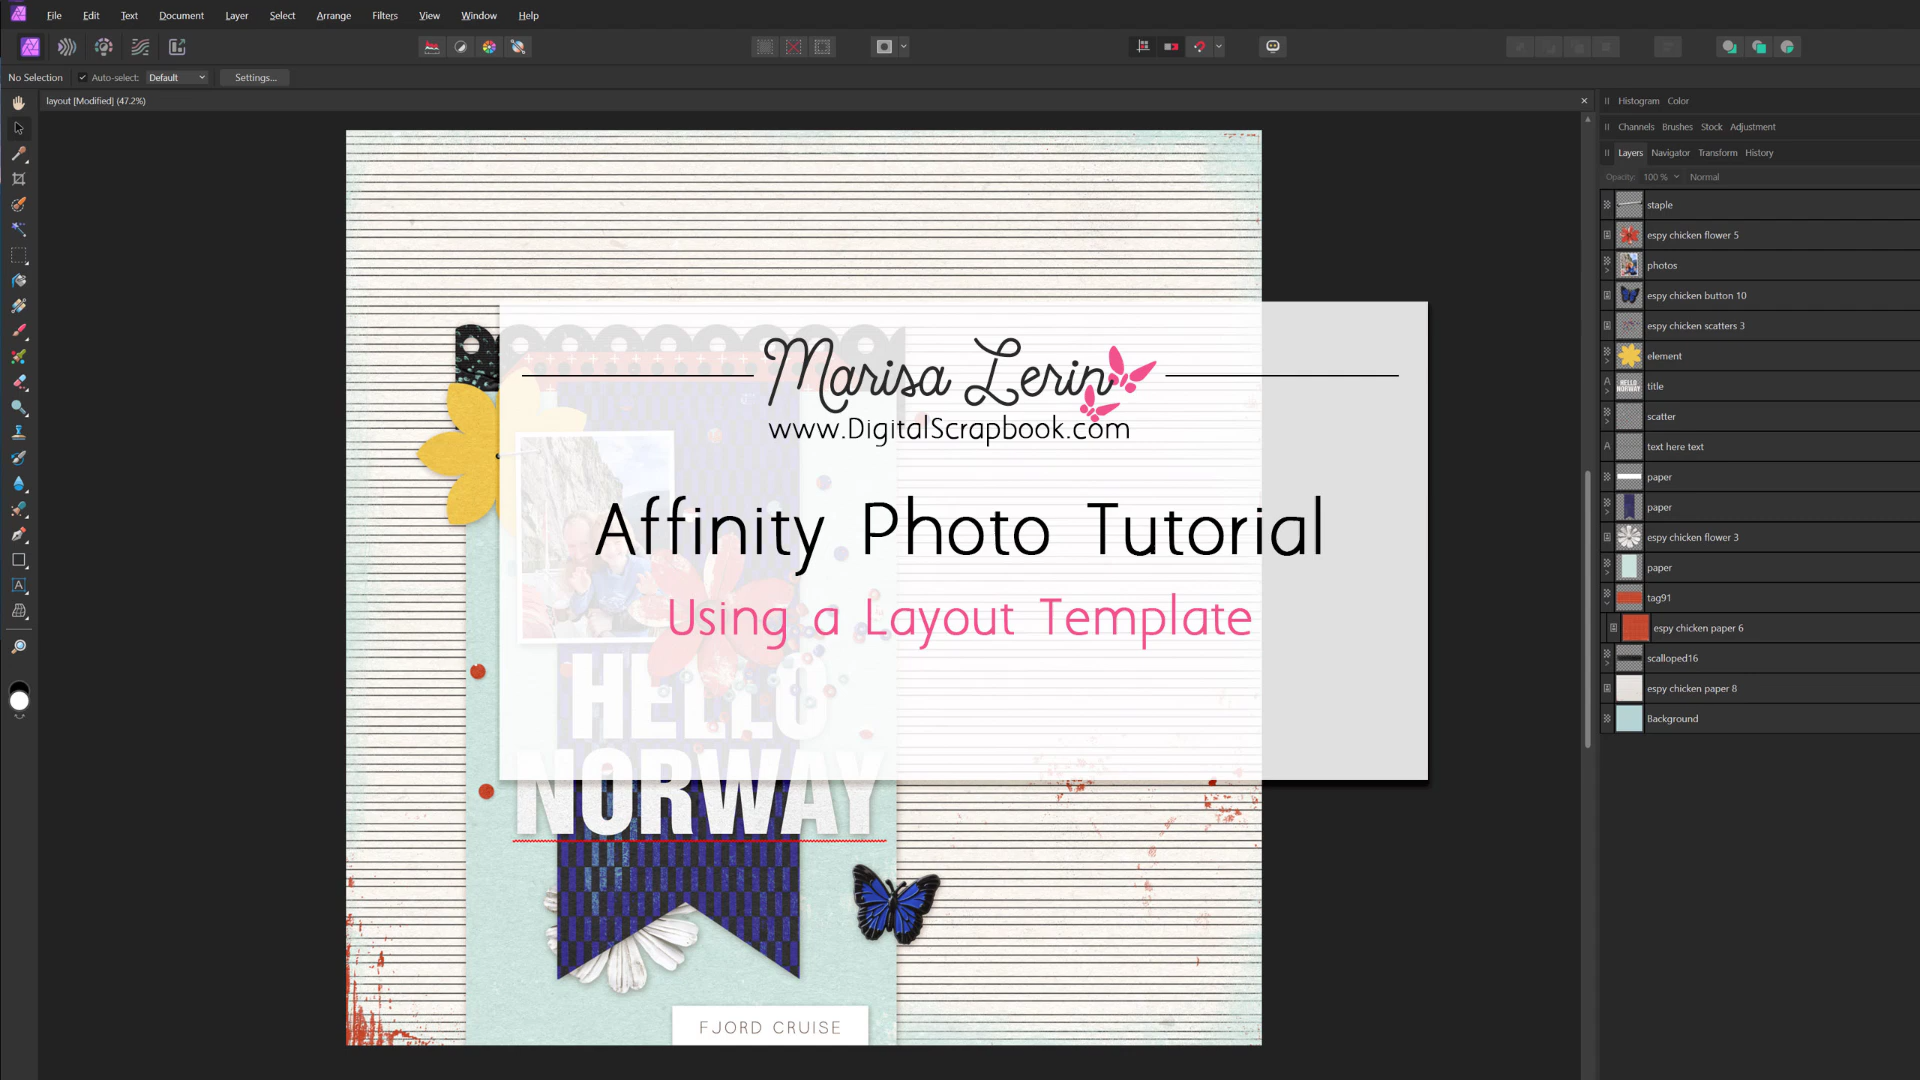 File Edit Text Document Layer Select Arrange Filters View Window Help
No Selection Auto-select: Default Settings...
layout [Modified] (47.2%)
Histogram Color
Channels Brushes Stock Adjustment
Layers Navigator Transform History
Opacity: 100 % Normal
staple
espy chicken flower 5
photos
espy chicken button 10
espy chicken scatters 3
element
title
scatter
text here text
paper
paper
espy chicken flower 3
paper
tag91
espy chicken paper 6
scalloped16
espy chicken paper 8
Background
Marisa Lerin
www.DigitalScrapbook.com
Affinity Photo Tutorial
Using a Layout Template
HELLO
NORWAY
FJORD CRUISE